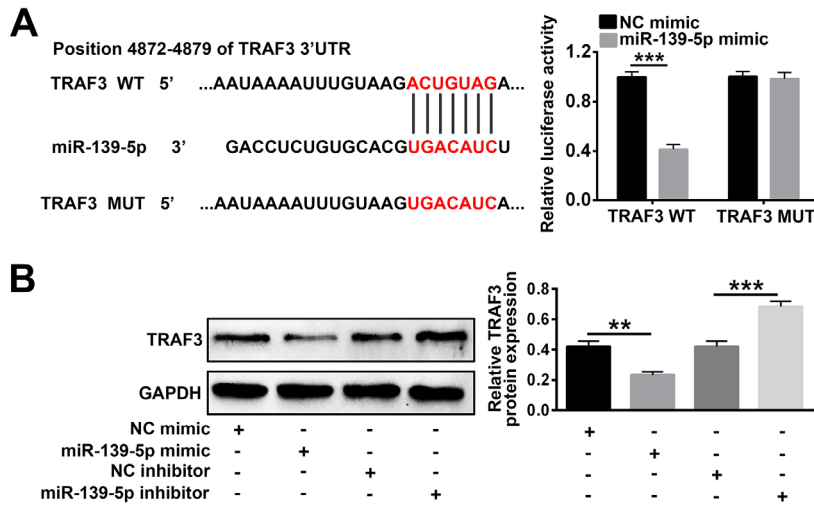 A
Position 4872-4879 of TRAF3 3'UTR
TRAF3 WT 5' ...AAUAAAAUUUGUAAGACUGUAGA...
miR-139-5p 3' GACCUCUGUGCACGUGACAUCU
TRAF3 MUT 5' ...AAUAAAAUUUGUAAGUGACAUCA...
NC mimic
miR-139-5p mimic
Relative luciferase activity
1.2
0.8
0.4
0.0
***
TRAF3 WT TRAF3 MUT
B
TRAF3
GAPDH
NC mimic + - - -
miR-139-5p mimic - + - -
NC inhibitor - - + -
miR-139-5p inhibitor - - - +
Relative TRAF3
protein expression
0.8
0.6
0.4
0.2
0.0
** ***
+ - - -
- + - -
- - + -
- - - +